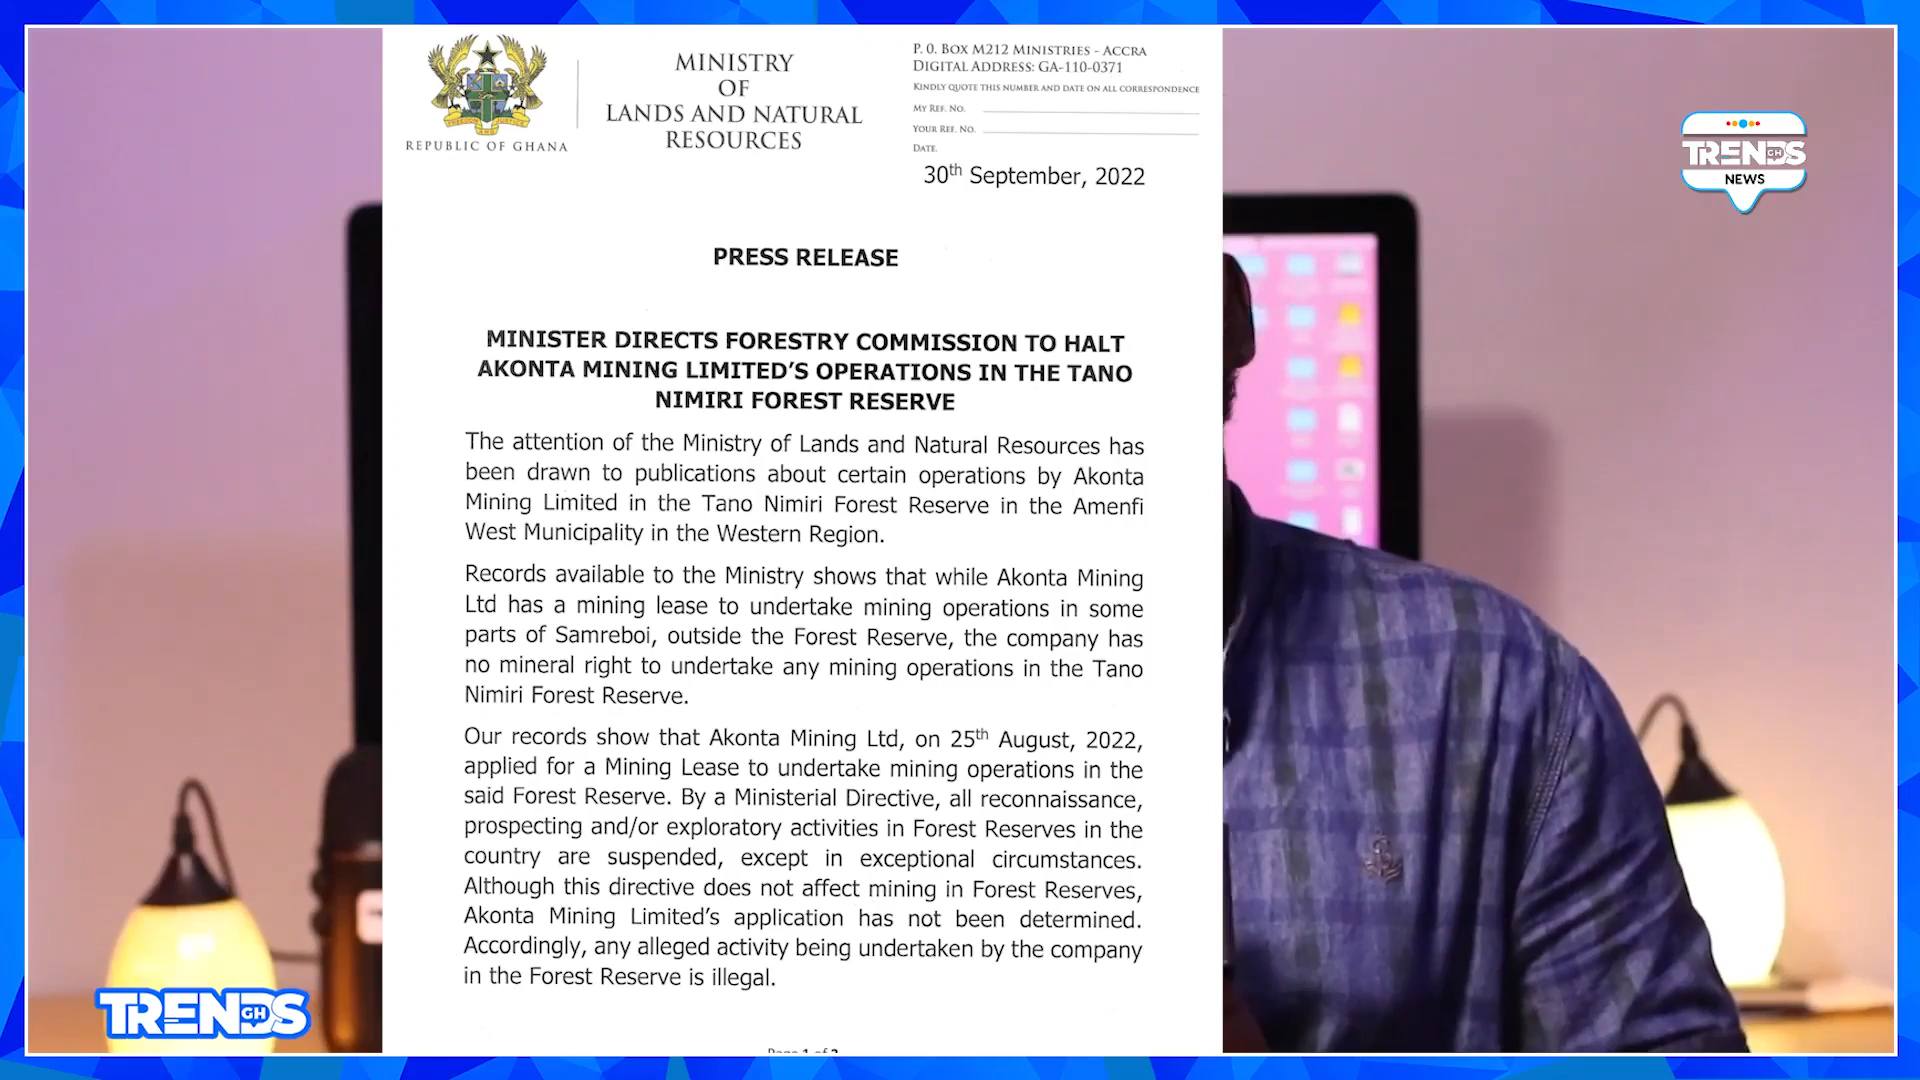 REPUBLIC OF GHANA
MINISTRY
OF
LANDS AND NATURAL
RESOURCES
P. O. BOX M212 MINISTRIES - ACCRA
DIGITAL ADDRESS: GA-110-0371
KINDLY QUOTE THIS NUMBER AND DATE ON ALL CORRESPONDENCE
MY REF. NO.
YOUR REF. NO.
DATE.
30th September, 2022
TRENDS
GH
NEWS
PRESS RELEASE
MINISTER DIRECTS FORESTRY COMMISSION TO HALT
AKONTA MINING LIMITED'S OPERATIONS IN THE TANO
NIMIRI FOREST RESERVE
The attention of the Ministry of Lands and Natural Resources has
been drawn to publications about certain operations by Akonta
Mining Limited in the Tano Nimiri Forest Reserve in the Amenfi
West Municipality in the Western Region.
Records available to the Ministry shows that while Akonta Mining
Ltd has a mining lease to undertake mining operations in some
parts of Samreboi, outside the Forest Reserve, the company has
no mineral right to undertake any mining operations in the Tano
Nimiri Forest Reserve.
Our records show that Akonta Mining Ltd, on 25th August, 2022,
applied for a Mining Lease to undertake mining operations in the
said Forest Reserve. By a Ministerial Directive, all reconnaissance,
prospecting and/or exploratory activities in Forest Reserves in the
country are suspended, except in exceptional circumstances.
Although this directive does not affect mining in Forest Reserves,
Akonta Mining Limited's application has not been determined.
Accordingly, any alleged activity being undertaken by the company
in the Forest Reserve is illegal.
Page 1 of 2
TRENDS
GH